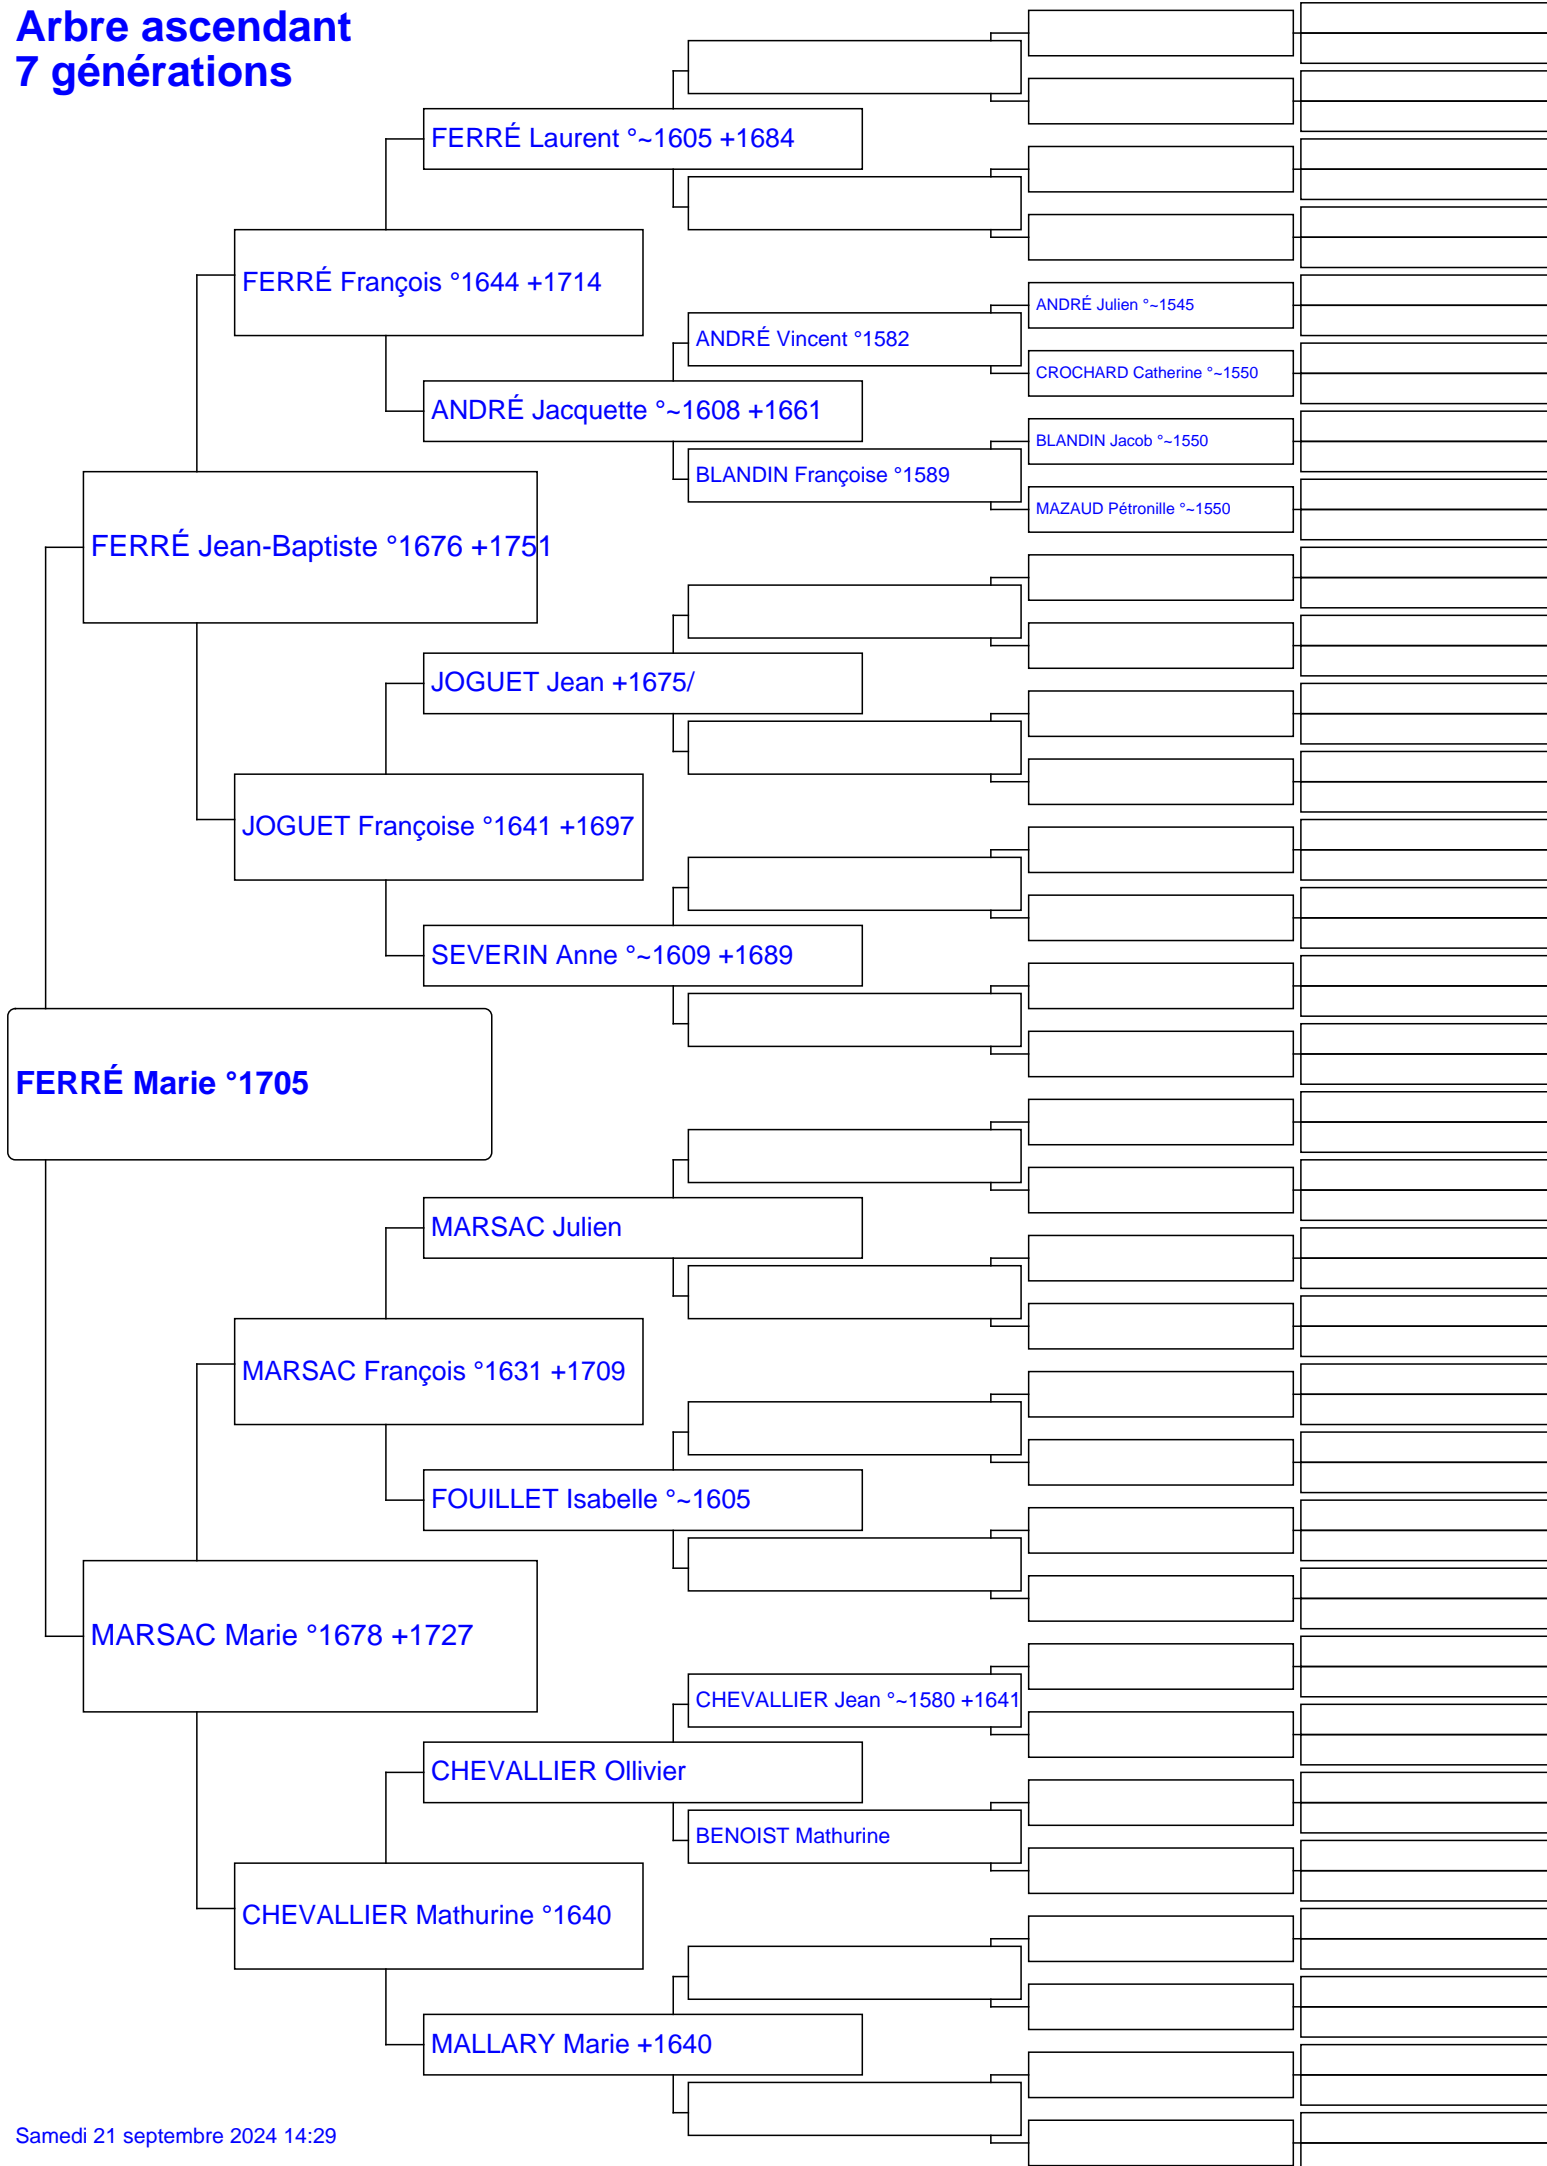 Arbre ascendant
7 générations
FERRÉ Laurent °~1605 +1684
FERRÉ François °1644 +1714
ANDRÉ Julien °~1545
ANDRÉ Vincent °1582
CROCHARD Catherine °~1550
ANDRÉ Jacquette °~1608 +1661
BLANDIN Jacob °~1550
BLANDIN Françoise °1589
MAZAUD Pétronille °~1550
FERRÉ Jean-Baptiste °1676 +1751
JOGUET Jean +1675/
JOGUET Françoise °1641 +1697
SEVERIN Anne °~1609 +1689
FERRÉ Marie °1705
MARSAC Julien
MARSAC François °1631 +1709
FOUILLET Isabelle °~1605
MARSAC Marie °1678 +1727
CHEVALLIER Jean °~1580 +1641
CHEVALLIER Ollivier
BENOIST Mathurine
CHEVALLIER Mathurine °1640
MALLARY Marie +1640
Samedi 21 septembre 2024 14:29